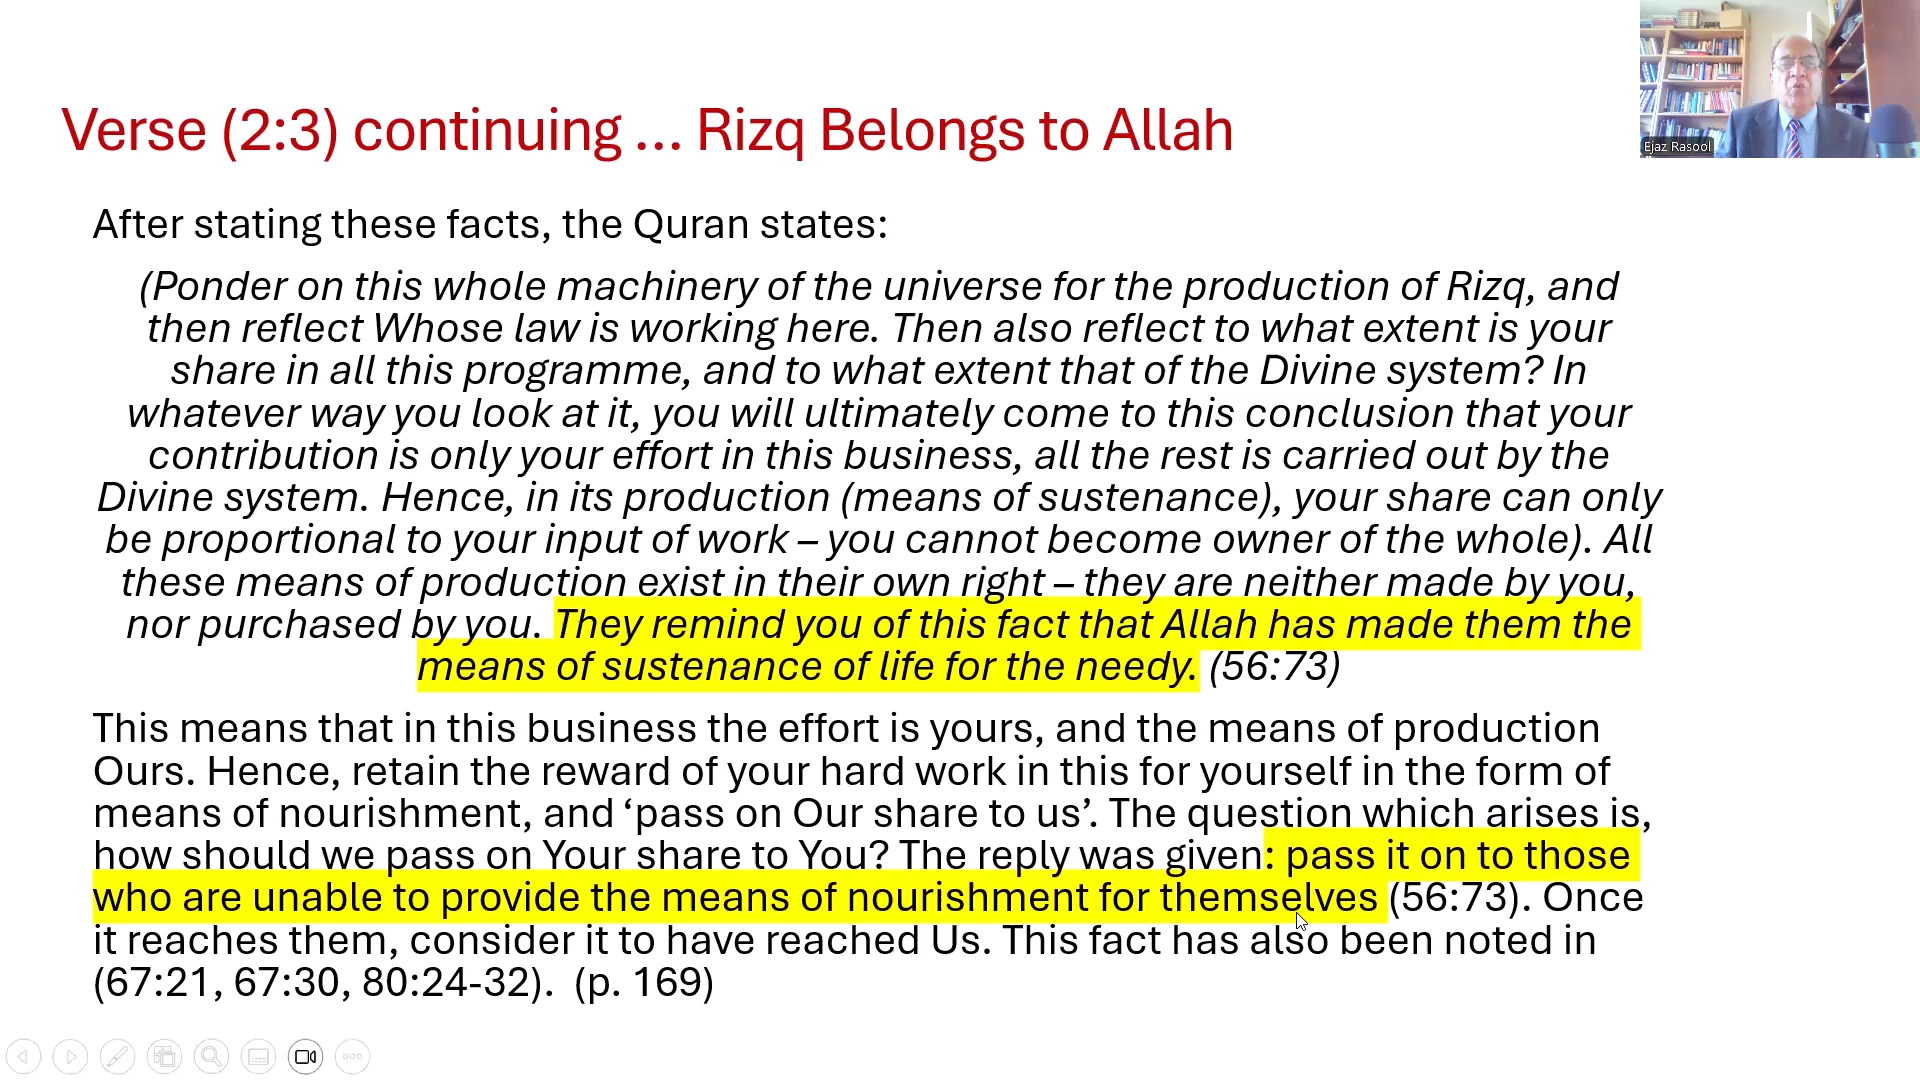 Verse (2:3) continuing ... Rizq Belongs to Allah
Ejaz Rasool
After stating these facts, the Quran states:
(Ponder on this whole machinery of the universe for the production of Rizq, and
then reflect Whose law is working here. Then also reflect to what extent is your
share in all this programme, and to what extent that of the Divine system? In
whatever way you look at it, you will ultimately come to this conclusion that your
contribution is only your effort in this business, all the rest is carried out by the
Divine system. Hence, in its production (means of sustenance), your share can only
be proportional to your input of work – you cannot become owner of the whole). All
these means of production exist in their own right – they are neither made by you,
nor purchased by you. They remind you of this fact that Allah has made them the
means of sustenance of life for the needy. (56:73)
This means that in this business the effort is yours, and the means of production
Ours. Hence, retain the reward of your hard work in this for yourself in the form of
means of nourishment, and ‘pass on Our share to us’. The question which arises is,
how should we pass on Your share to You? The reply was given: pass it on to those
who are unable to provide the means of nourishment for themselves (56:73). Once
it reaches them, consider it to have reached Us. This fact has also been noted in
(67:21, 67:30, 80:24-32). (p. 169)